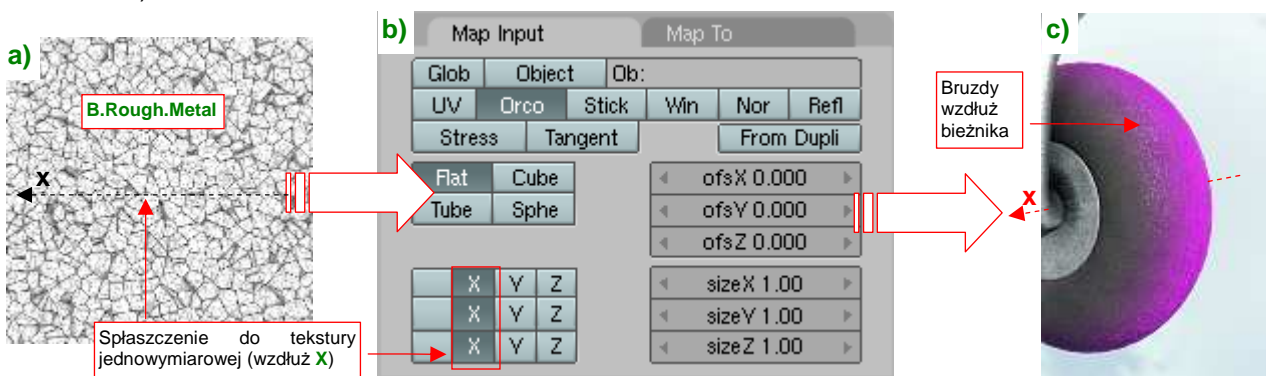 a)
B.Rough.Metal
x
Spłaszczenie do tekstury
jednowymiarowej (wzdłuż X)
b)
Map Input
Map To
Glob Object Ob:
UV Orco Stick Win Nor Refl
Stress Tangent From Dupli
Flat Cube
Tube Sphe
ofsX 0.000
ofsY 0.000
ofsZ 0.000
X Y Z
X Y Z
X Y Z
sizeX 1.00
sizeY 1.00
sizeZ 1.00
c)
Bruzdy
wzdłuż
bieżnika
x